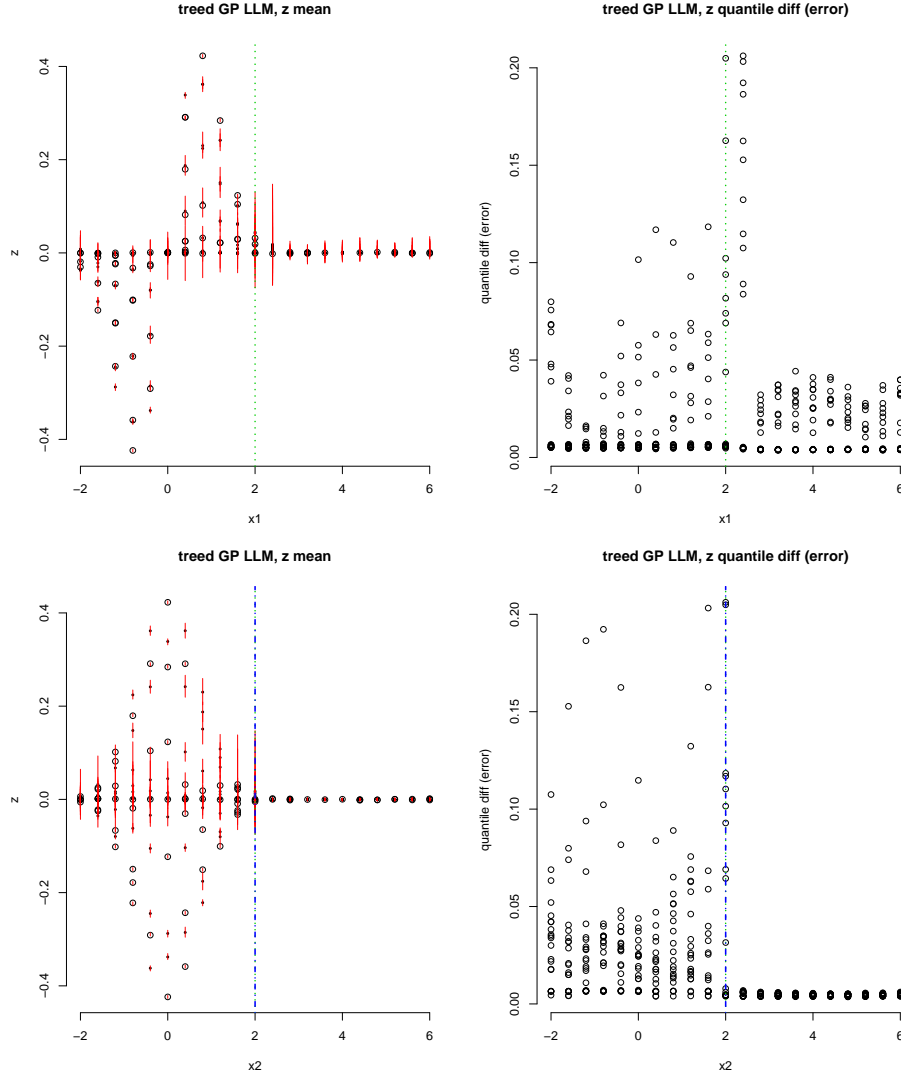 treed GP LLM, z mean
z
0.4
0.2
0.0
−0.2
−0.4
−2 0 2 4 6
x1
treed GP LLM, z quantile diff (error)
quantile diff (error)
0.20
0.15
0.10
0.05
0.00
−2 0 2 4 6
x1
treed GP LLM, z mean
z
0.4
0.2
0.0
−0.2
−0.4
−2 0 2 4 6
x2
treed GP LLM, z quantile diff (error)
quantile diff (error)
0.20
0.15
0.10
0.05
0.00
−2 0 2 4 6
x2